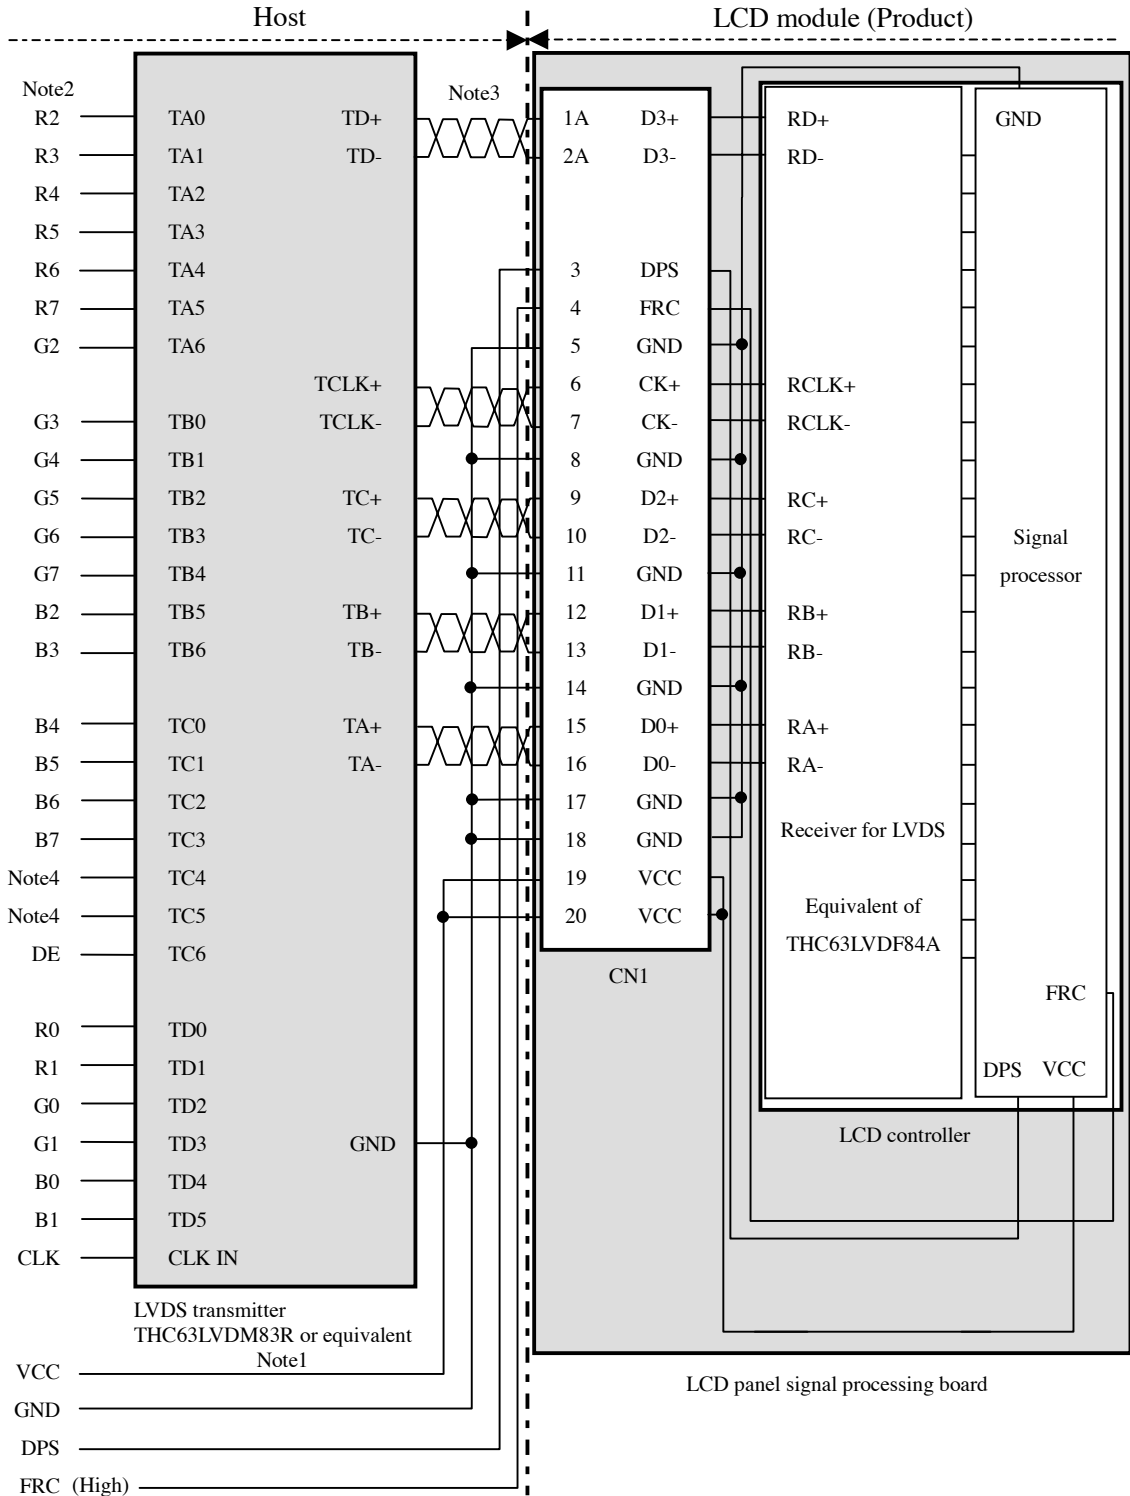 Host LCD module (Product)
Note2 Note3
R2 TA0 TD+ 1A D3+ RD+ GND
R3 TA1 TD- 2A D3- RD-
R4 TA2
R5 TA3
R6 TA4 3 DPS
R7 TA5 4 FRC
G2 TA6 5 GND
TCLK+ 6 CK+ RCLK+
G3 TB0 TCLK- 7 CK- RCLK-
G4 TB1 8 GND
G5 TB2 TC+ 9 D2+ RC+
G6 TB3 TC- 10 D2- RC- Signal
G7 TB4 11 GND processor
B2 TB5 TB+ 12 D1+ RB+
B3 TB6 TB- 13 D1- RB-
14 GND
B4 TC0 TA+ 15 D0+ RA+
B5 TC1 TA- 16 D0- RA-
B6 TC2 17 GND
B7 TC3 18 GND Receiver for LVDS
Note4 TC4 19 VCC
Note4 TC5 20 VCC Equivalent of
DE TC6 THC63LVDF84A
CN1
FRC
R0 TD0
R1 TD1 DPS VCC
G0 TD2
G1 TD3 GND LCD controller
B0 TD4
B1 TD5
CLK CLK IN
LVDS transmitter
THC63LVDM83R or equivalent
Note1
VCC
LCD panel signal processing board
GND
DPS
FRC (High)